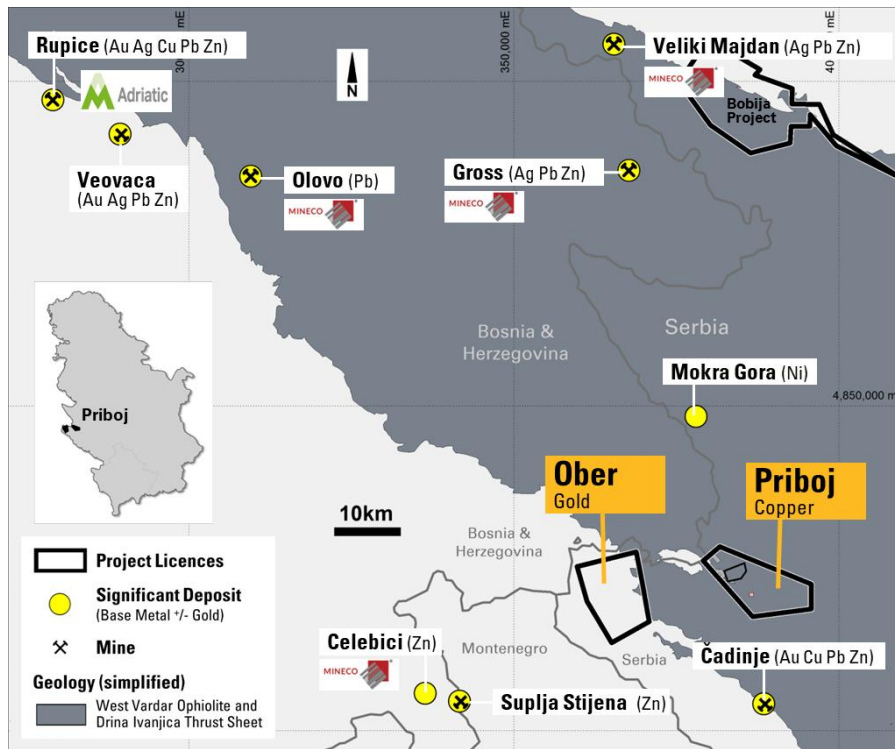 Rupice (Au Ag Cu Pb Zn)
Adriatic
Veovaca
(Au Ag Pb Zn)
Olovo (Pb)
MINECO
N
350,000 mE
Gross (Ag Pb Zn)
MINECO
Veliki Majdan (Ag Pb Zn)
MINECO
Bobija
Project
Bosnia &
Herzegovina
Serbia
Mokra Gora (Ni)
4,850,000 m
Priboj
10km
Ober
Gold
Priboj
Copper
Bosnia &
Herzegovina
Montenegro
Serbia
Celebici (Zn)
MINECO
Suplja Stijena (Zn)
Čadinje (Au Cu Pb Zn)
Project Licences
Significant Deposit
(Base Metal +/- Gold)
Mine
Geology (simplified)
West Vardar Ophiolite and
Drina Ivanjica Thrust Sheet